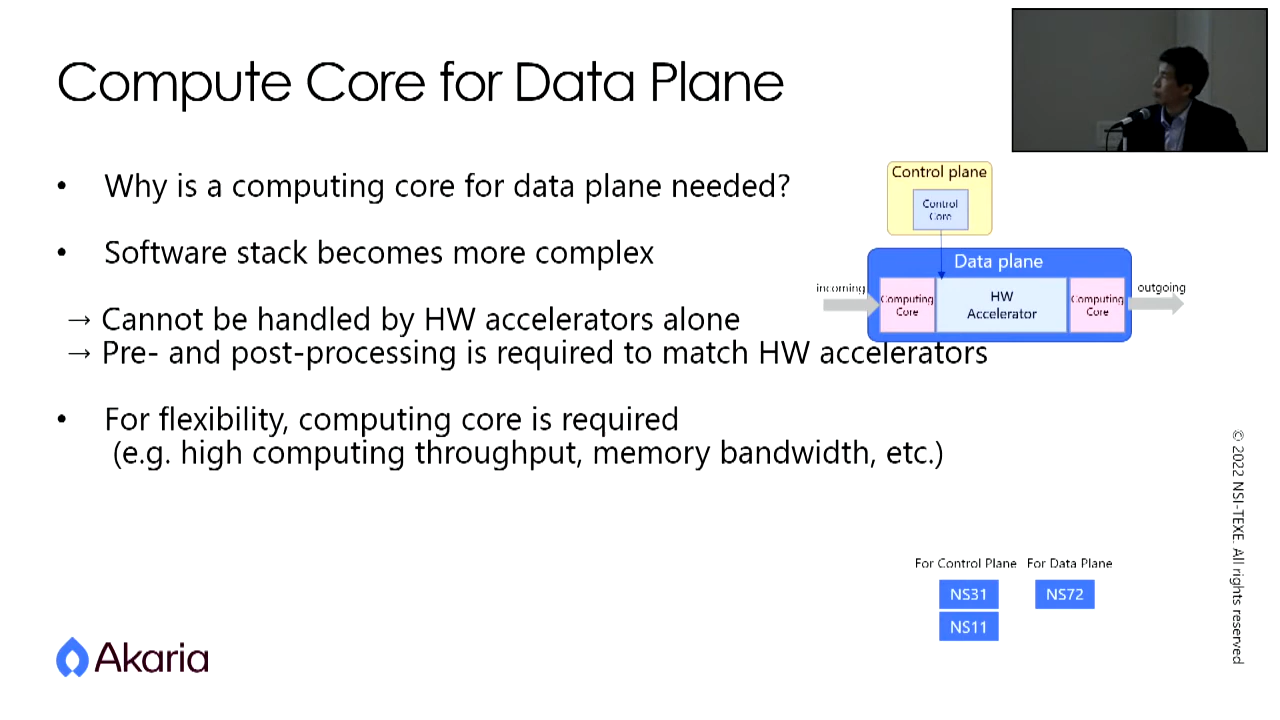 Compute Core for Data Plane
• Why is a computing core for data plane needed?
• Software stack becomes more complex
→ Cannot be handled by HW accelerators alone
→ Pre- and post-processing is required to match HW accelerators
• For flexibility, computing core is required
(e.g. high computing throughput, memory bandwidth, etc.)
Control plane
Control
Core
Data plane
incoming
Computing
Core
HW
Accelerator
Computing
Core
outgoing
For Control Plane
For Data Plane
NS31
NS72
NS11
Akaria
© 2022 NSI-TEXE. All rights reserved